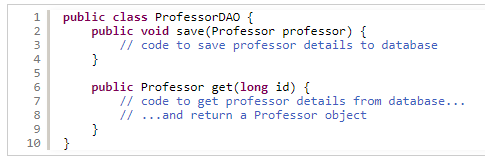 1 public class ProfessorDAO {
2     public void save(Professor professor) {
3         // code to save professor details to database
4     }
5
6     public Professor get(long id) {
7         // code to get professor details from database...
8         // ...and return a Professor object
9     }
10 }